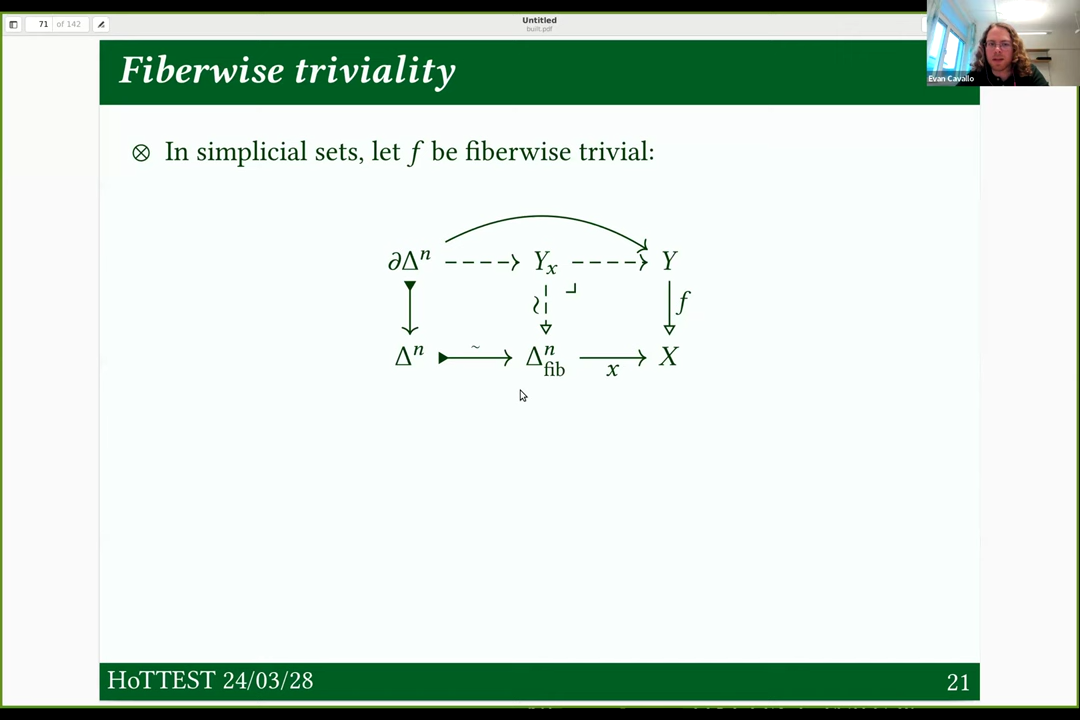 71 of 142
Untitled
built.pdf
Evan Cavallo
Fiberwise triviality
⊗ In simplicial sets, let f be fiberwise trivial:
∂Δⁿ Yₓ Y
~ f
Δⁿ ~ Δⁿ_fib x X
HoTTEST 24/03/28 21